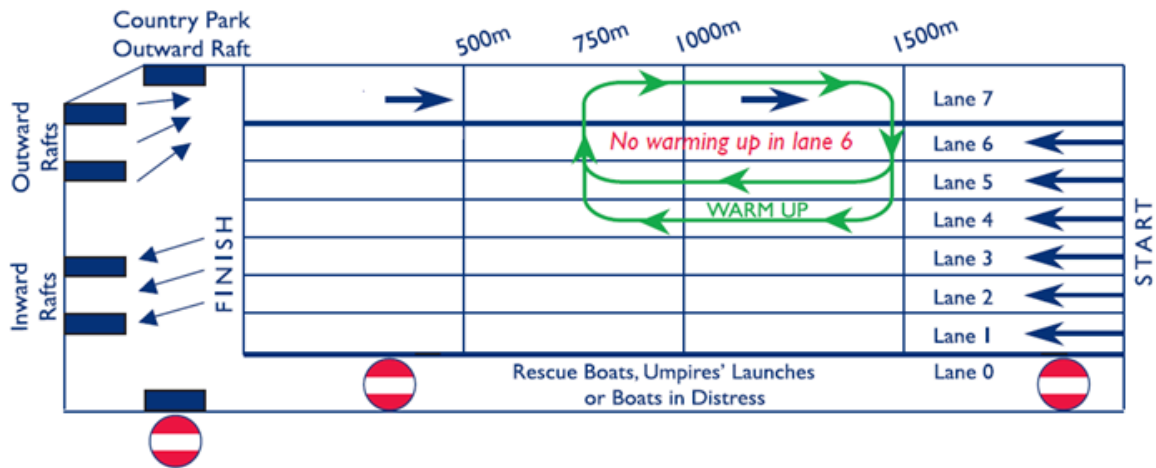 Country Park
Outward Raft
500m
750m
1000m
1500m
Outward
Rafts
Lane 7
No warming up in lane 6
Lane 6
Lane 5
WARM UP
Lane 4
FINISH
START
Lane 3
Inward
Rafts
Lane 2
Lane 1
Rescue Boats, Umpires' Launches
or Boats in Distress
Lane 0